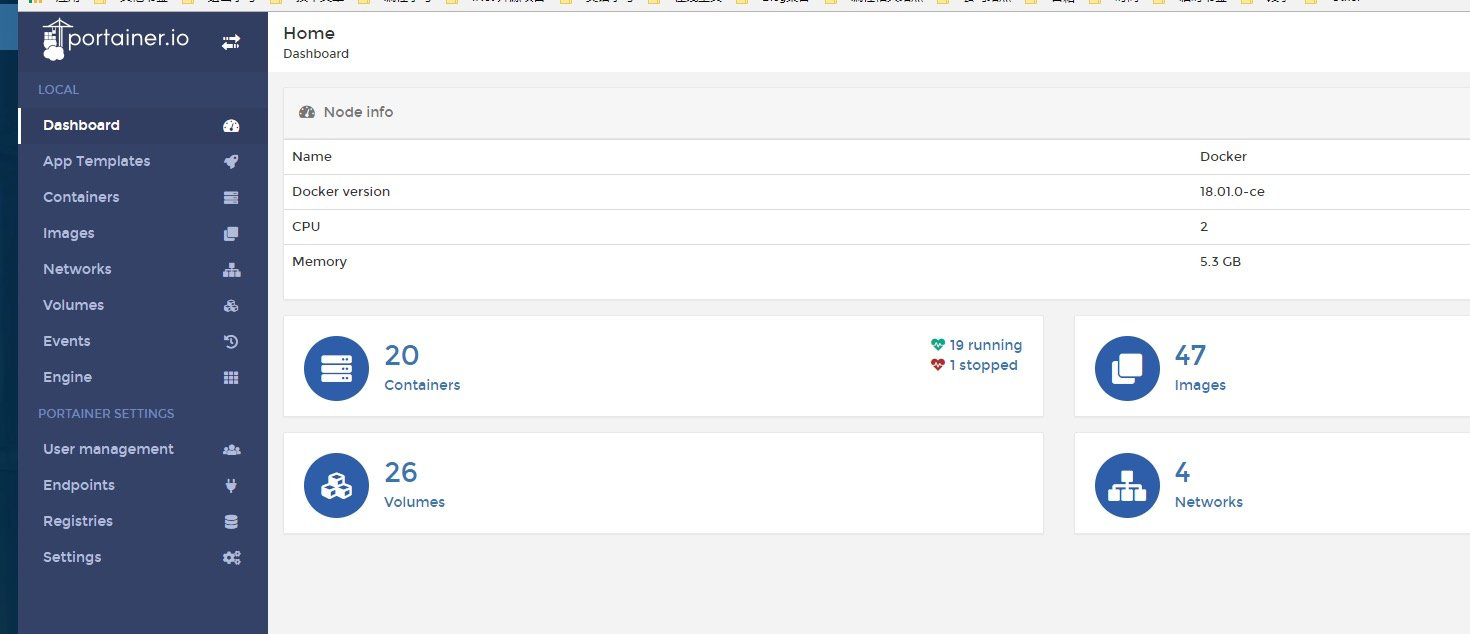 portainer.io
LOCAL
Dashboard
App Templates
Containers
Images
Networks
Volumes
Events
Engine
PORTAINER SETTINGS
User management
Endpoints
Registries
Settings
Home
Dashboard
Node info
Name Docker
Docker version 18.01.0-ce
CPU 2
Memory 5.3 GB
20
Containers
19 running
1 stopped
47
Images
26
Volumes
4
Networks